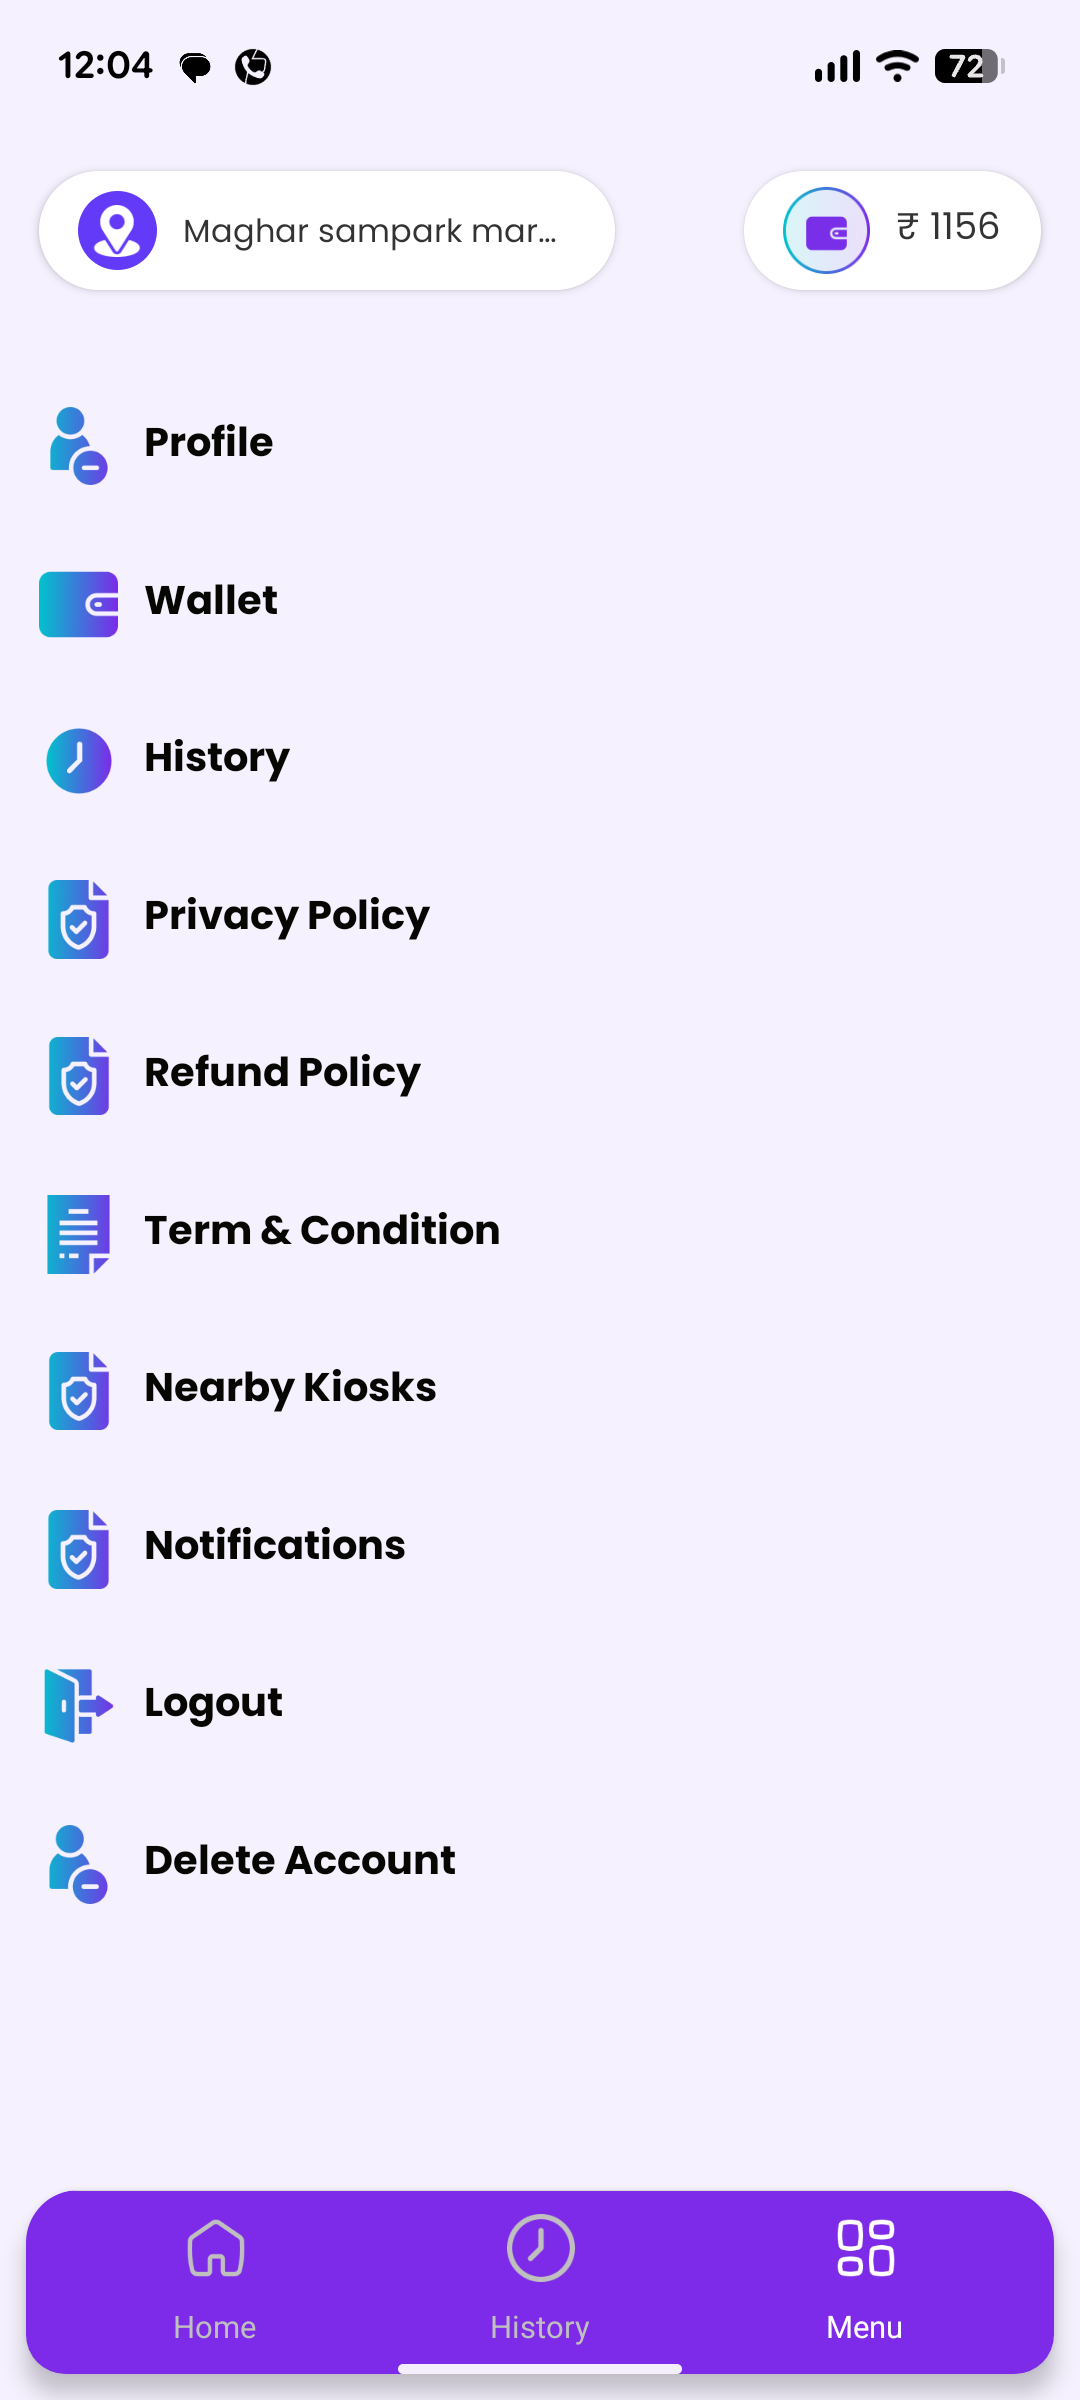 12:04
72
Maghar sampark mar...
₹ 1156
Profile
Wallet
History
Privacy Policy
Refund Policy
Term & Condition
Nearby Kiosks
Notifications
Logout
Delete Account
Home
History
Menu